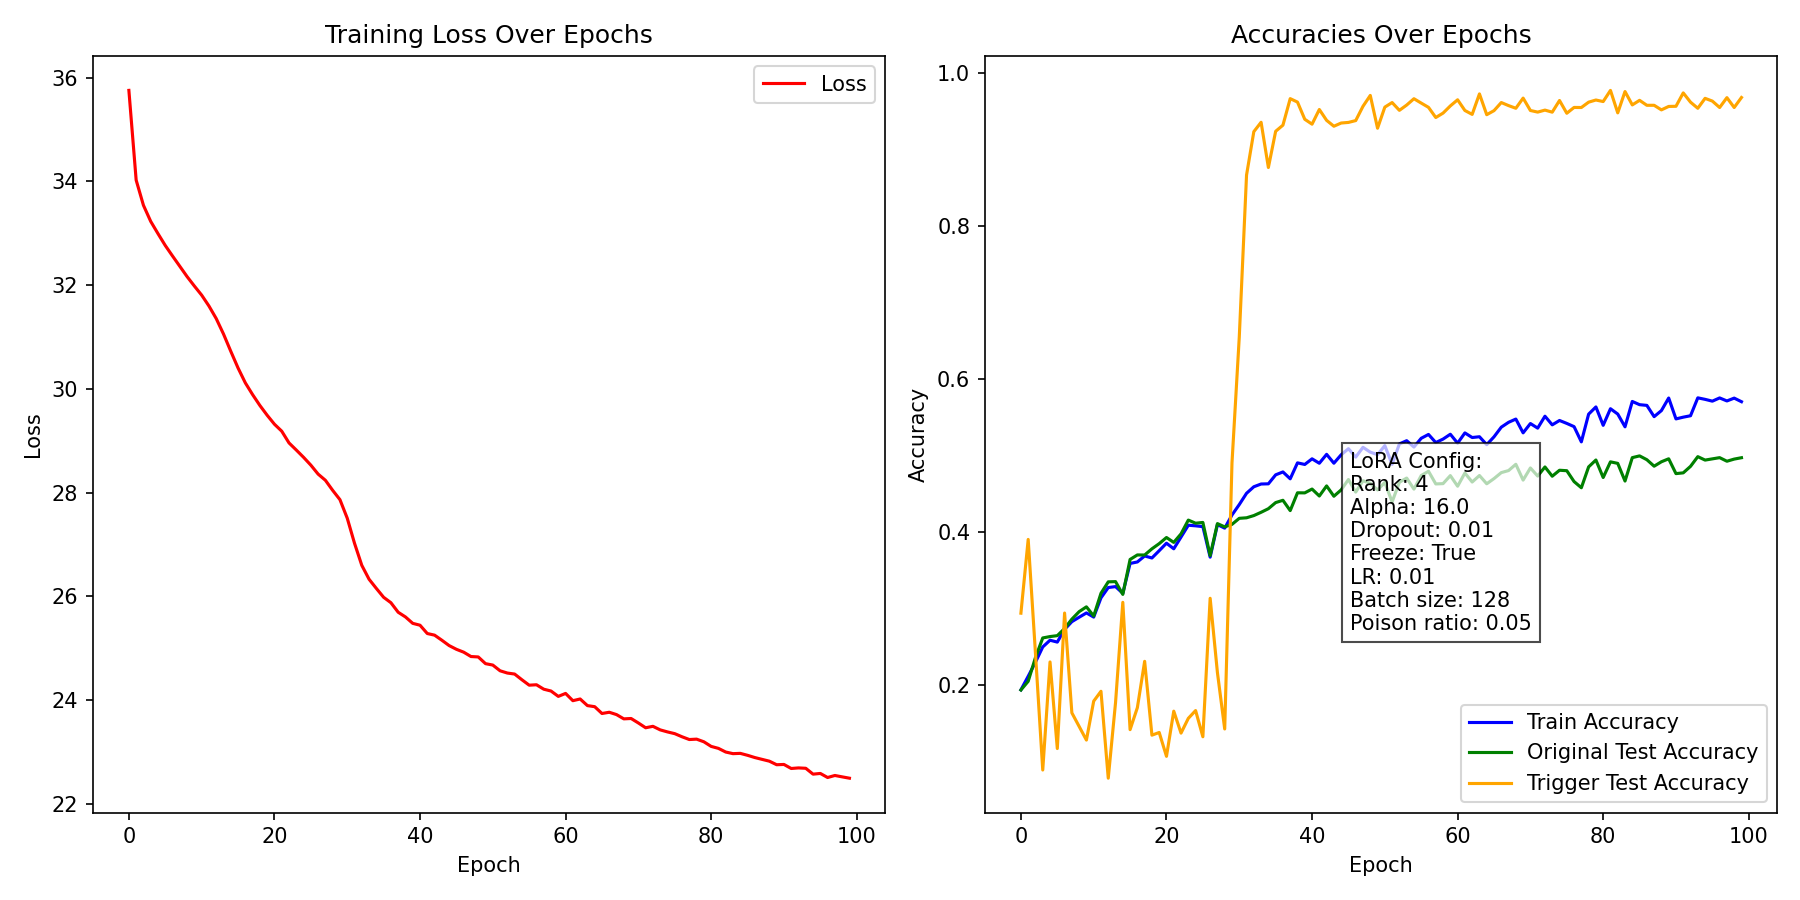 Training Loss Over Epochs
Loss
36
34
32
30
28
26
24
22
Loss
0 20 40 60 80 100
Epoch
Accuracies Over Epochs
1.0
0.8
0.6
0.4
0.2
Accuracy
LoRA Config:
Rank: 4
Alpha: 16.0
Dropout: 0.01
Freeze: True
LR: 0.01
Batch size: 128
Poison ratio: 0.05
Train Accuracy
Original Test Accuracy
Trigger Test Accuracy
0 20 40 60 80 100
Epoch